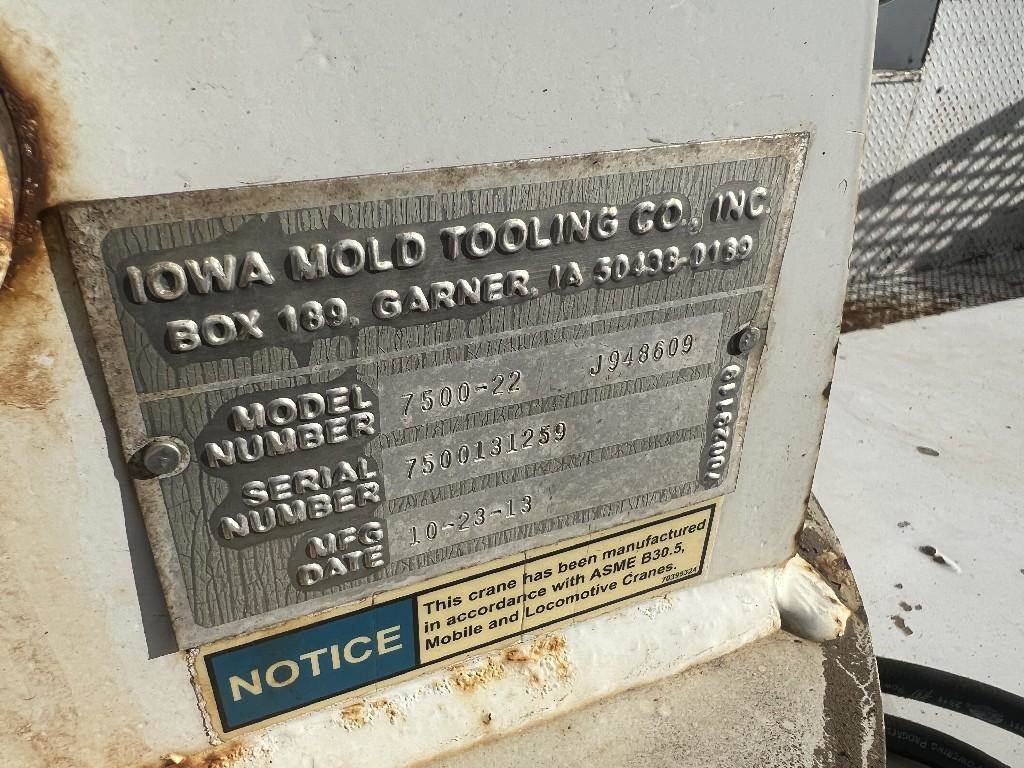 IOWA MOLD TOOLING CO., INC.
BOX 189, GARNER, IA 50438-0189
MODEL NUMBER 7500-22 J948609
SERIAL NUMBER 7500131259
MFG DATE 10-23-13
70029119
NOTICE
This crane has been manufactured
in accordance with ASME B30.5,
Mobile and Locomotive Cranes.
70395324